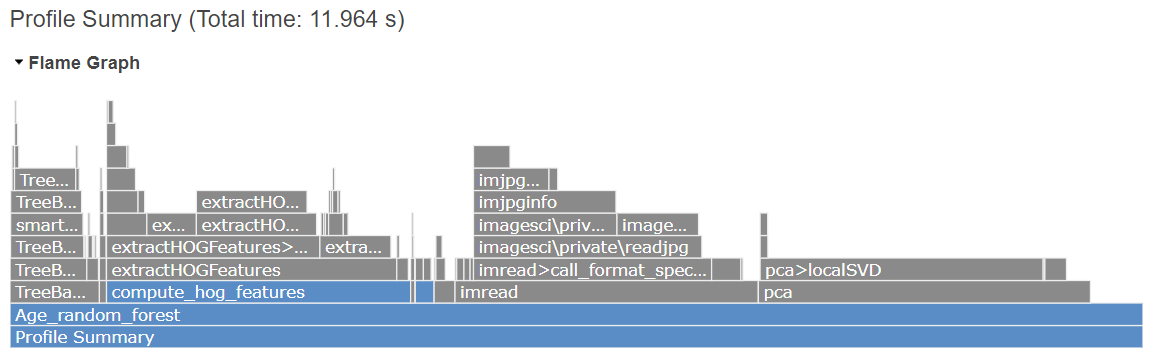 Profile Summary (Total time: 11.964 s)
Flame Graph
Tree... imjpg...
TreeB... extractHO... imjpginfo
smart... ex... extractHO... imagesci\priv... image...
TreeB... extractHOGFeatures>... extra... imagesci\private\readjpg
TreeB... extractHOGFeatures imread>call_format_spec... pca>localSVD
TreeBa... compute_hog_features imread pca
Age_random_forest
Profile Summary